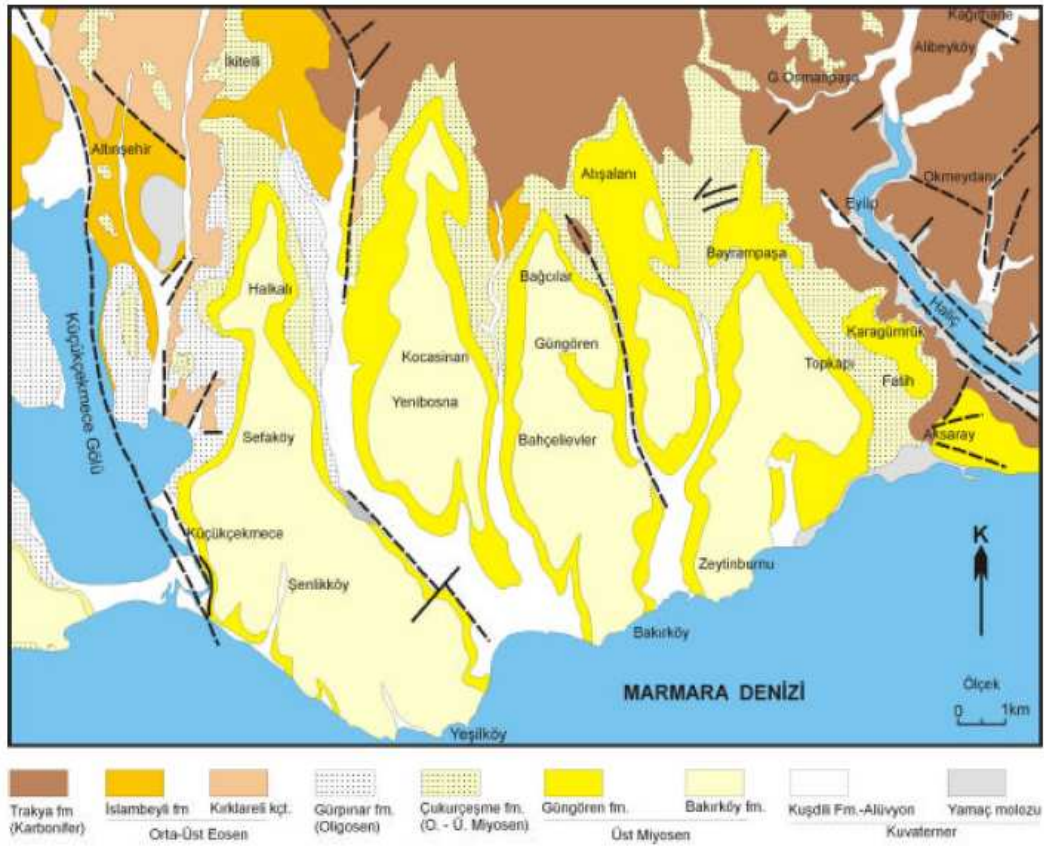 Kağıthane
Alibeyköy
İkitelli
G.Osmanpaşa
Altınşehir
Atışalanı
Okmeydanı
Eyüp
Bayrampaşa
Bağcılar
Halkalı
Haliç
Küçükçekmece Gölü
Karagümrük
Güngören
Kocasinan
Topkapı
Fatih
Yenibosna
Sefaköy
Bahçelievler
Aksaray
Küçükçekmece
K
Zeytinburnu
Şenlikköy
Bakırköy
MARMARA DENİZİ
Ölçek
0 1km
Yeşilköy
Trakya fm
(Karbonifer)
İslambeyli fm
Kırklareli kçt.
Orta-Üst Eosen
Gürpınar fm.
(Oligosen)
Çukurçeşme fm.
(O. - Ü. Miyosen)
Güngören fm.
Bakırköy fm.
Üst Miyosen
Kuşdili Fm.-Alüvyon
Yamaç molozu
Kuvaterner